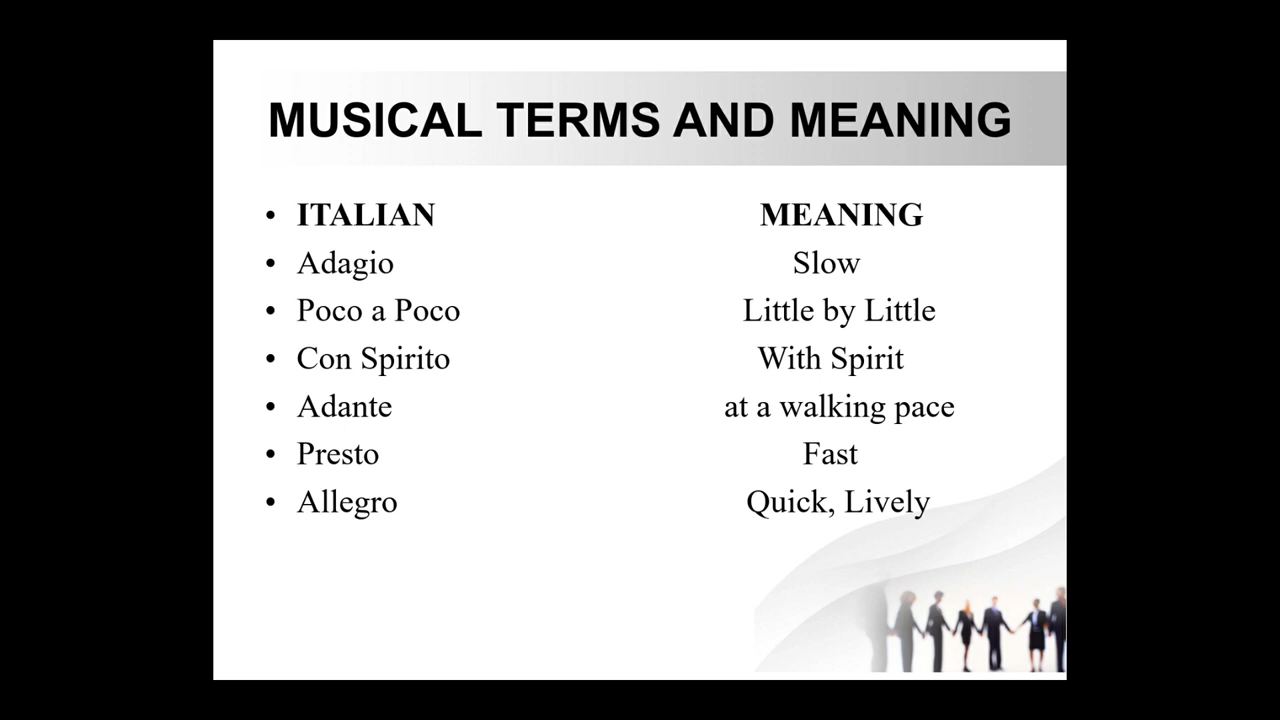 MUSICAL TERMS AND MEANING
• ITALIAN MEANING
• Adagio Slow
• Poco a Poco Little by Little
• Con Spirito With Spirit
• Adante at a walking pace
• Presto Fast
• Allegro Quick, Lively